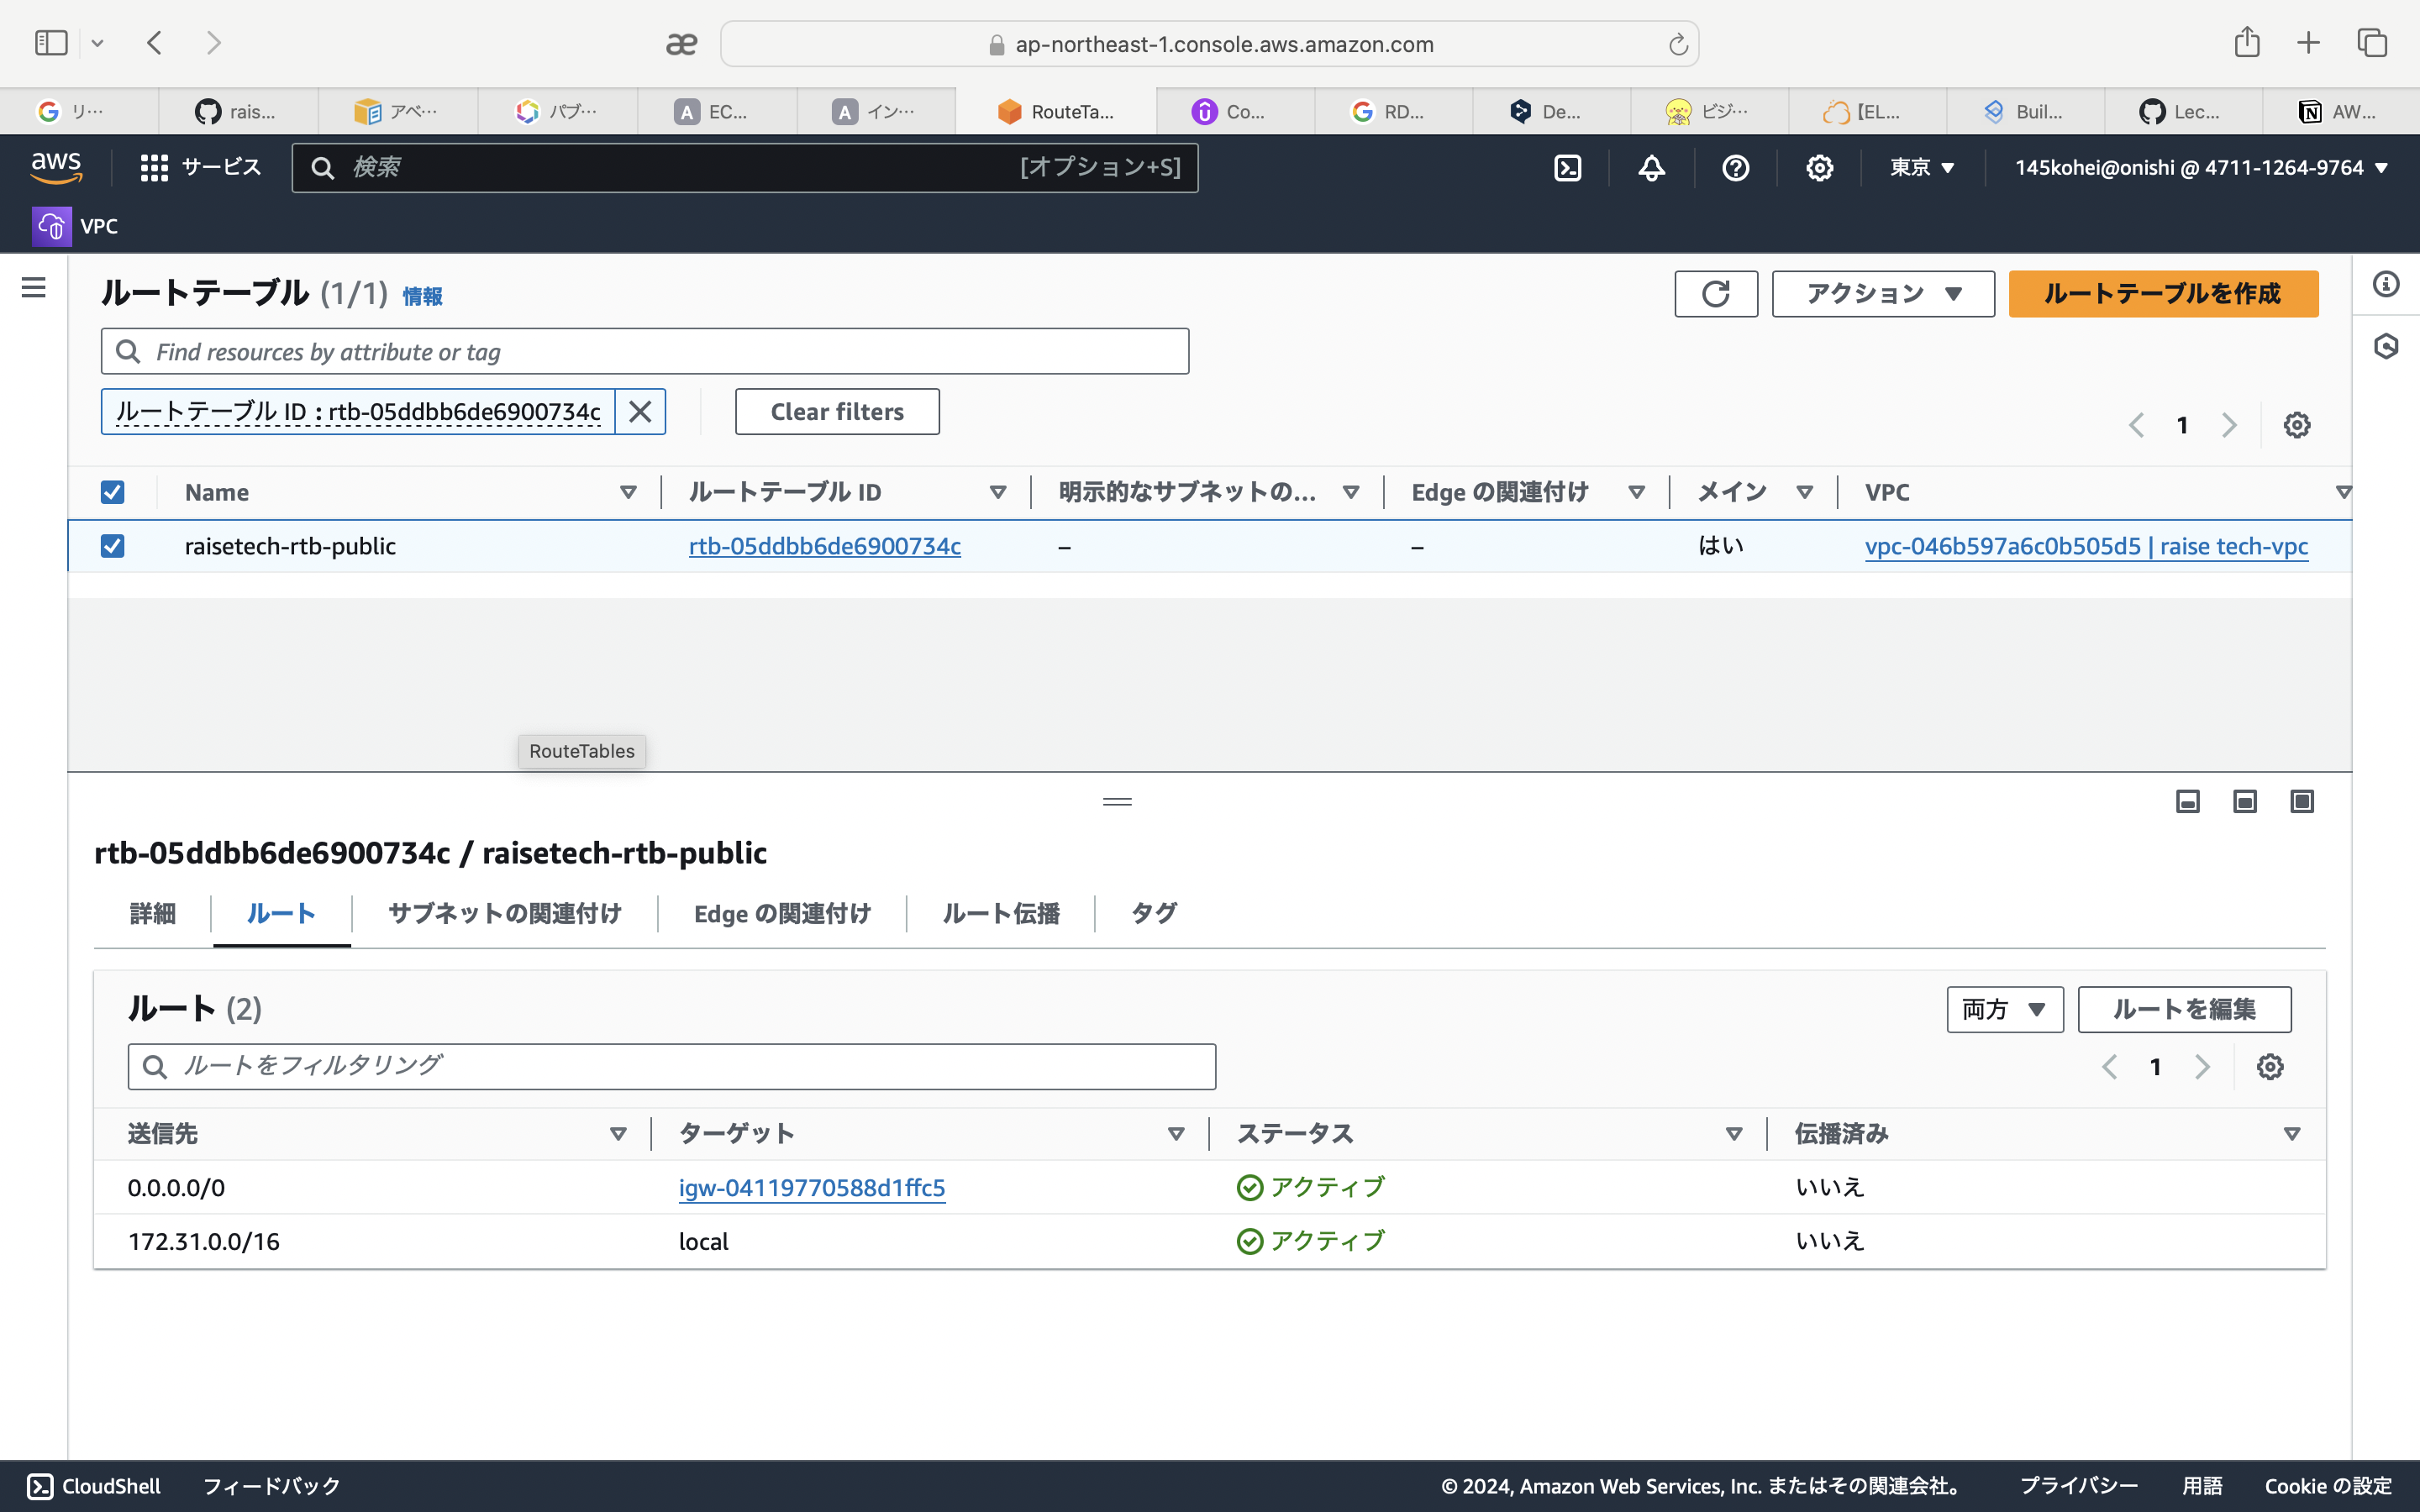 ap-northeast-1.console.aws.amazon.com
リ… rais... アベ… パブ… EC... イン… RouteTa... Co... RD... De... ビジ… 【EL... Buil... Lec... AW...
aws サービス 検索 [オプション+S] 東京 145kohei@onishi @ 4711-1264-9764
VPC
ルートテーブル (1/1) 情報 アクション ルートテーブルを作成
Find resources by attribute or tag
ルートテーブル ID : rtb-05ddbb6de6900734c Clear filters 1
Name ルートテーブル ID 明示的なサブネットの... Edge の関連付け メイン VPC
raisetech-rtb-public rtb-05ddbb6de6900734c – – はい vpc-046b597a6c0b505d5 | raise tech-vpc
RouteTables
rtb-05ddbb6de6900734c / raisetech-rtb-public
詳細 ルート サブネットの関連付け Edge の関連付け ルート伝播 タグ
ルート (2) 両方 ルートを編集
ルートをフィルタリング 1
送信先 ターゲット ステータス 伝播済み
0.0.0.0/0 igw-04119770588d1ffc5 アクティブ いいえ
172.31.0.0/16 local アクティブ いいえ
CloudShell フィードバック © 2024, Amazon Web Services, Inc. またはその関連会社。 プライバシー 用語 Cookie の設定